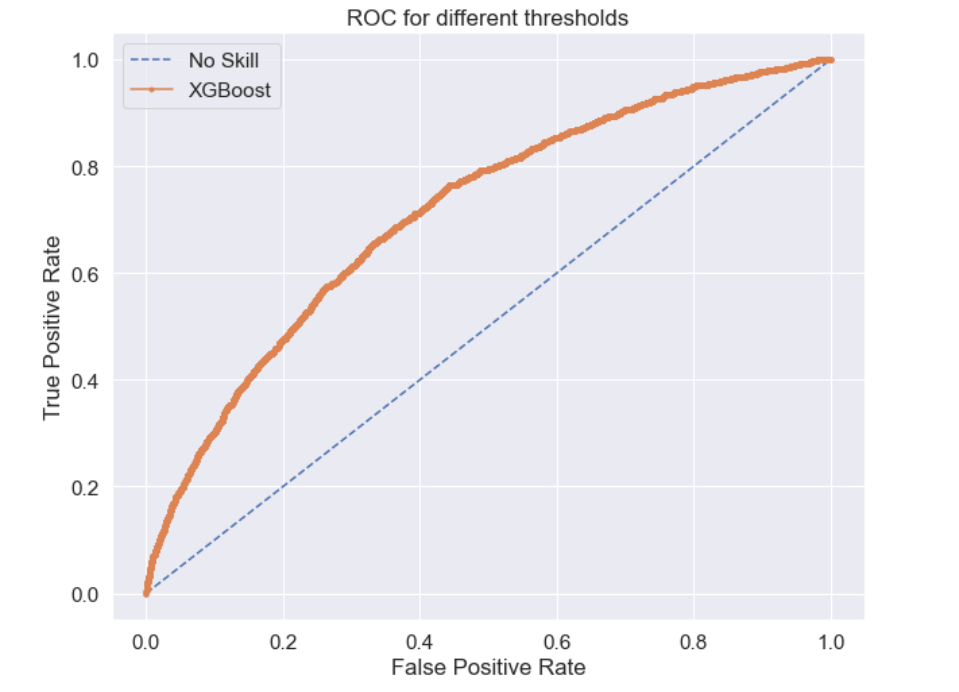 ROC for different thresholds
No Skill
XGBoost
True Positive Rate
1.0
0.8
0.6
0.4
0.2
0.0
0.0 0.2 0.4 0.6 0.8 1.0
False Positive Rate